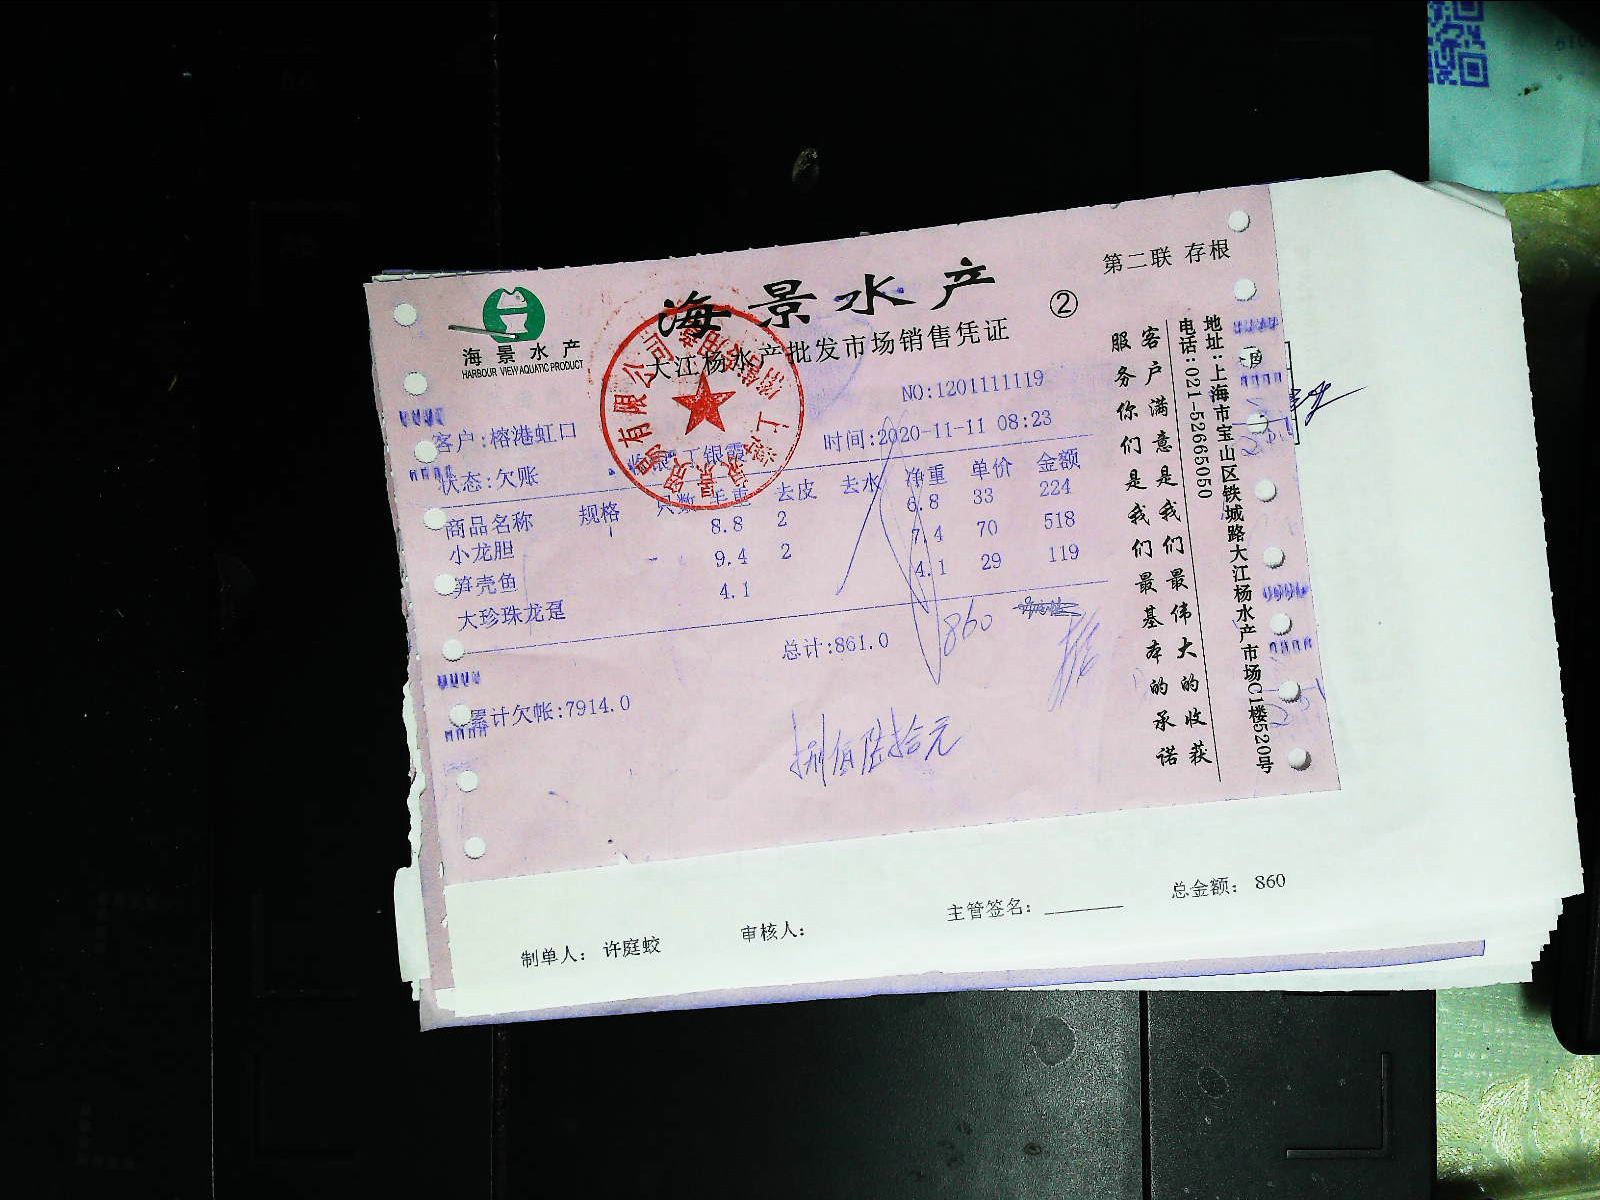 第二联 存根
海景水产
②
海景水产
HARBOUR VIEW AQUATIC PRODUCT
大江杨水产批发市场销售凭证
NO:1201111119
客户:榕港虹口
时间:2020-11-11 08:23
状态:欠账
丁银霞
商品名称 规格 只数 毛重 去皮 去水 净重 单价 金额
小龙胆 8.8 2 6.8 33 224
笋壳鱼 9.4 2 7.4 70 518
大珍珠龙趸 4.1 4.1 29 119
总计:861.0
860
累计欠帐:7914.0
捌佰陆拾元
客户满意是我们最伟大的收获
服务你们是我们最基本的承诺
地址:上海市宝山区铁城路大江杨水产市场C1楼520号
电话:021-52665050
制单人: 许庭蛟
审核人:
主管签名:
总金额: 860